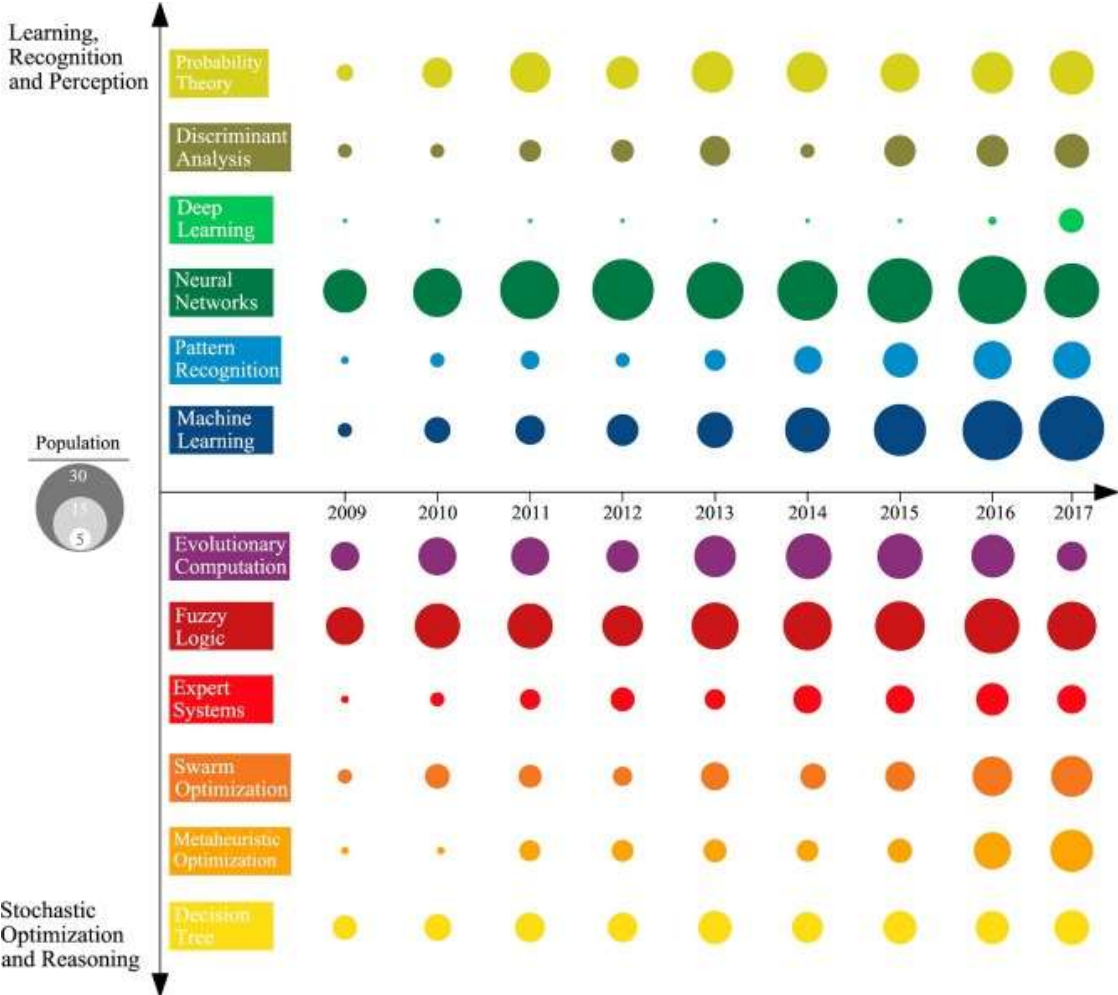 Learning,
Recognition
and Perception
Probability
Theory
Discriminant
Analysis
Deep
Learning
Neural
Networks
Pattern
Recognition
Machine
Learning
Population
30
15
5
2009 2010 2011 2012 2013 2014 2015 2016 2017
Evolutionary
Computation
Fuzzy
Logic
Expert
Systems
Swarm
Optimization
Metaheuristic
Optimization
Decision
Tree
Stochastic
Optimization
and Reasoning